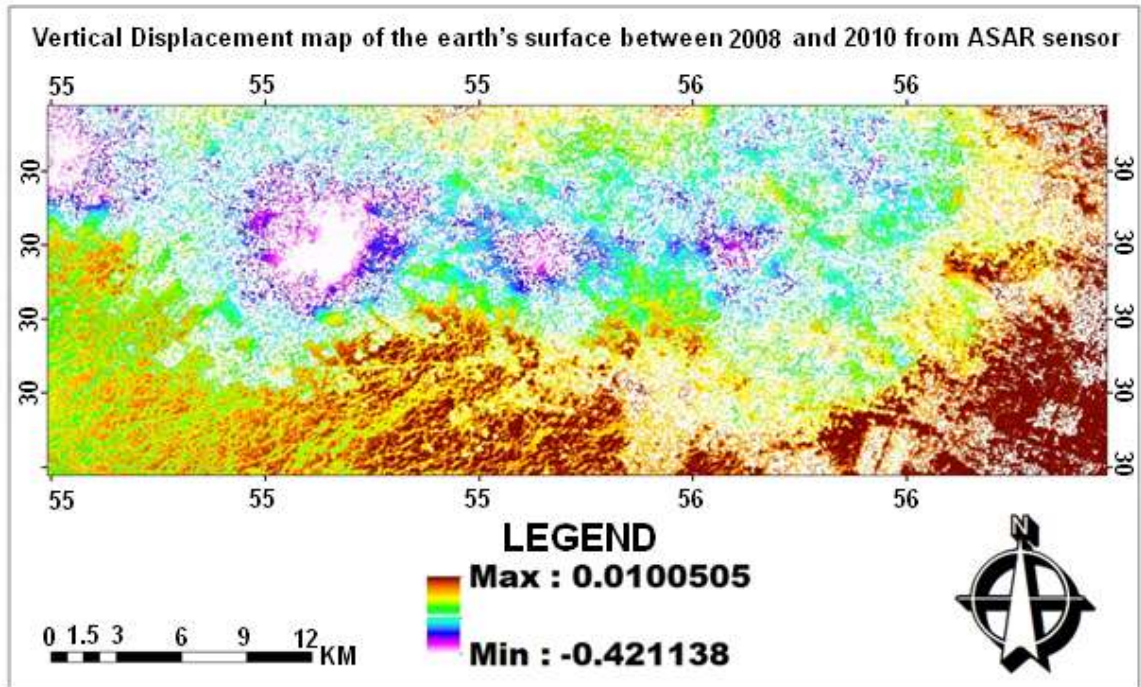 Vertical Displacement map of the earth's surface between 2008 and 2010 from ASAR sensor
55 55 55 56 56
30 30
30 30
30 30
30 30
30
55 55 55 56 56
LEGEND
Max : 0.0100505
Min : -0.421138
0 1.5 3 6 9 12
KM
N